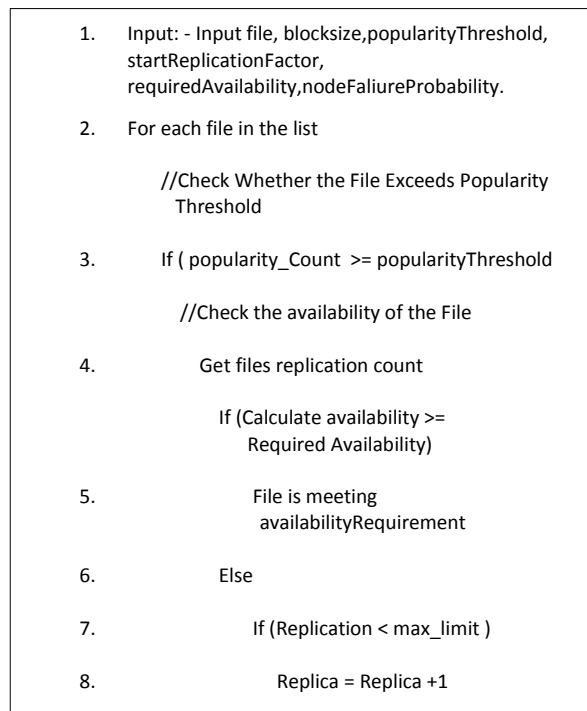 1. Input: - Input file, blocksize,popularityThreshold,
startReplicationFactor,
requiredAvailability,nodeFaliureProbability.
2. For each file in the list
//Check Whether the File Exceeds Popularity
Threshold
3. If ( popularity_Count >= popularityThreshold
//Check the availability of the File
4. Get files replication count
If (Calculate availability >=
Required Availability)
5. File is meeting
availabilityRequirement
6. Else
7. If (Replication < max_limit )
8. Replica = Replica +1